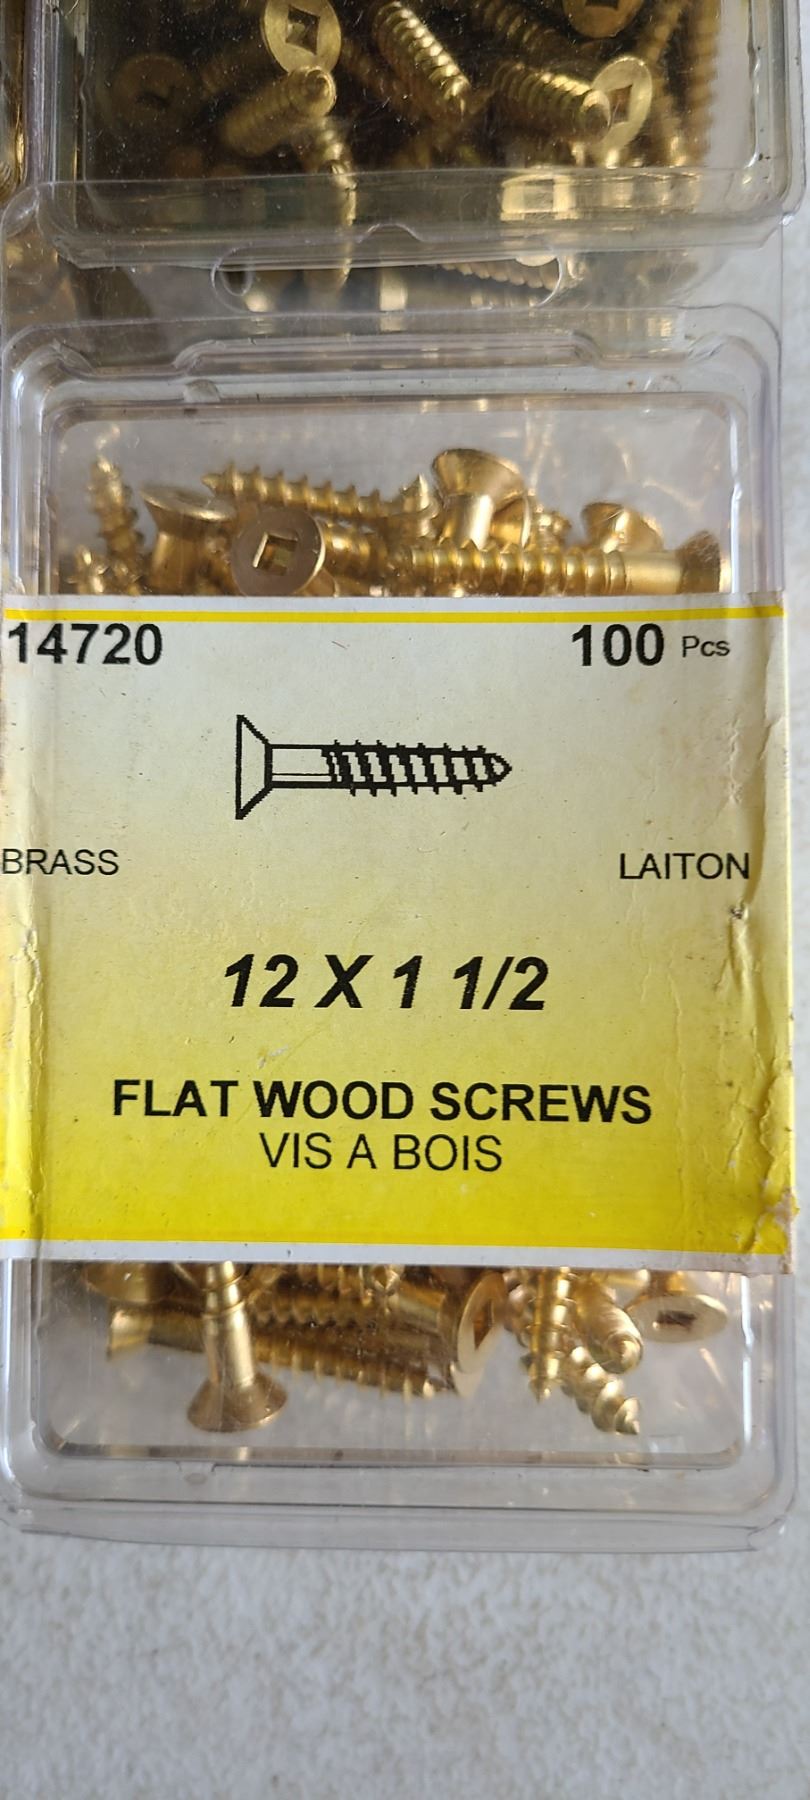 14720
100 Pcs
BRASS
LAITON
12 X 1 1/2
FLAT WOOD SCREWS
VIS A BOIS